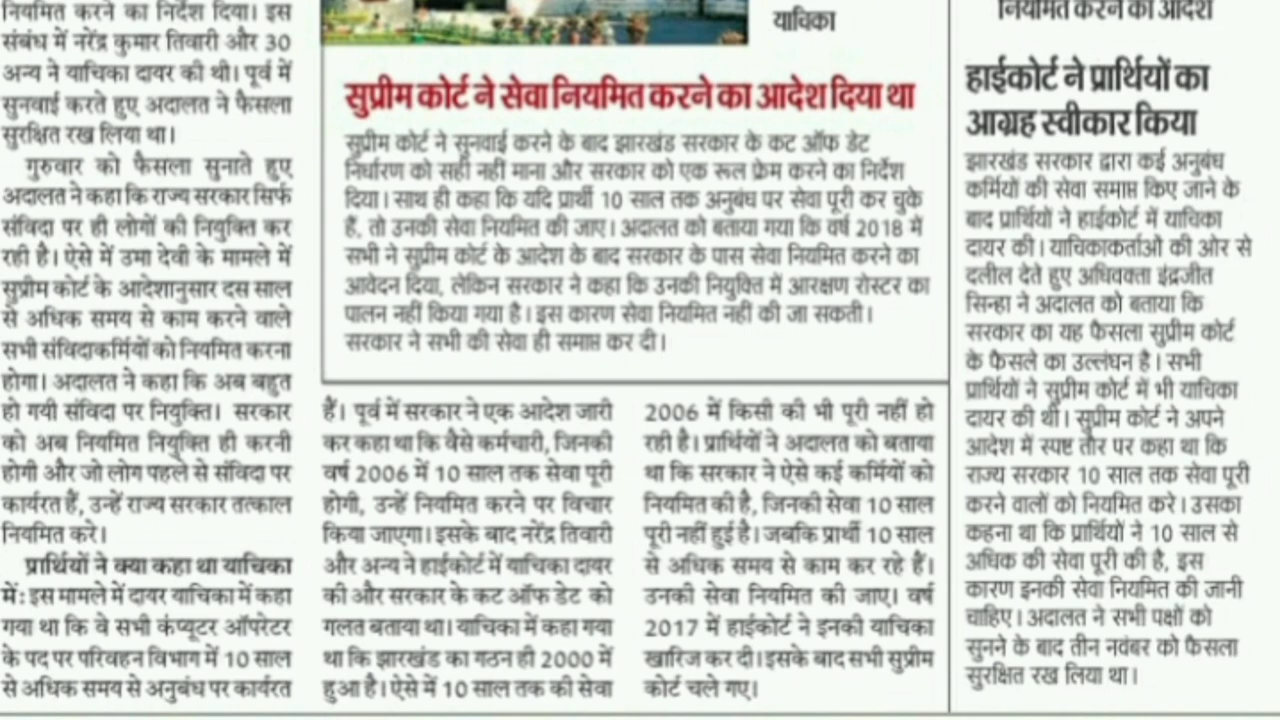 नियमित करने का निर्देश दिया। इस
संबंध में नरेंद्र कुमार तिवारी और 30
अन्य ने याचिका दायर की थी। पूर्व में
सुनवाई करते हुए अदालत ने फैसला
सुरक्षित रख लिया था।
गुरुवार को फैसला सुनाते हुए
अदालत ने कहा कि राज्य सरकार सिर्फ
संविदा पर ही लोगों की नियुक्ति कर
रही है। ऐसे में उमा देवी के मामले में
सुप्रीम कोर्ट के आदेशानुसार दस साल
से अधिक समय से काम करने वाले
सभी संविदाकर्मियों को नियमित करना
होगा। अदालत ने कहा कि अब बहुत
हो गयी संविदा पर नियुक्ति। सरकार
को अब नियमित नियुक्ति ही करनी
होगी और जो लोग पहले से संविदा पर
कार्यरत हैं, उन्हें राज्य सरकार तत्काल
नियमित करे।
प्रार्थियों ने क्या कहा था याचिका
में : इस मामले में दायर याचिका में कहा
गया था कि वे सभी कंप्यूटर ऑपरेटर
के पद पर परिवहन विभाग में 10 साल
से अधिक समय से अनुबंध पर कार्यरत
याचिका
सुप्रीम कोर्ट ने सेवा नियमित करने का आदेश दिया था
सुप्रीम कोर्ट ने सुनवाई करने के बाद झारखंड सरकार के कट ऑफ डेट
निर्धारण को सही नहीं माना और सरकार को एक रूल फ्रेम करने का निर्देश
दिया। साथ ही कहा कि यदि प्रार्थी 10 साल तक अनुबंध पर सेवा पूरी कर चुके
हैं, तो उनकी सेवा नियमित की जाए। अदालत को बताया गया कि वर्ष 2018 में
सभी ने सुप्रीम कोर्ट के आदेश के बाद सरकार के पास सेवा नियमित करने का
आवेदन दिया, लेकिन सरकार ने कहा कि उनकी नियुक्ति में आरक्षण रोस्टर का
पालन नहीं किया गया है। इस कारण सेवा नियमित नहीं की जा सकती।
सरकार ने सभी की सेवा ही समाप्त कर दी।
हैं। पूर्व में सरकार ने एक आदेश जारी
कर कहा था कि वैसे कर्मचारी, जिनकी
वर्ष 2006 में 10 साल तक सेवा पूरी
होगी, उन्हें नियमित करने पर विचार
किया जाएगा। इसके बाद नरेंद्र तिवारी
और अन्य ने हाईकोर्ट में याचिका दायर
की और सरकार के कट ऑफ डेट को
गलत बताया था। याचिका में कहा गया
था कि झारखंड का गठन ही 2000 में
हुआ है। ऐसे में 10 साल तक की सेवा
2006 में किसी की भी पूरी नहीं हो
रही है। प्रार्थियों ने अदालत को बताया
था कि सरकार ने ऐसे कई कर्मियों को
नियमित की है, जिनकी सेवा 10 साल
पूरी नहीं हुई है। जबकि प्रार्थी 10 साल
से अधिक समय से काम कर रहे हैं।
उनकी सेवा नियमित की जाए। वर्ष
2017 में हाईकोर्ट ने इनकी याचिका
खारिज कर दी। इसके बाद सभी सुप्रीम
कोर्ट चले गए।
नियमित करने का आदेश
हाईकोर्ट ने प्रार्थियों का
आग्रह स्वीकार किया
झारखंड सरकार द्वारा कई अनुबंध
कर्मियों की सेवा समाप्त किए जाने के
बाद प्रार्थियों ने हाईकोर्ट में याचिका
दायर की। याचिकाकर्ताओं की ओर से
दलील देते हुए अधिवक्ता इंद्रजीत
सिन्हा ने अदालत को बताया कि
सरकार का यह फैसला सुप्रीम कोर्ट
के फैसले का उल्लंघन है। सभी
प्रार्थियों ने सुप्रीम कोर्ट में भी याचिका
दायर की थी। सुप्रीम कोर्ट ने अपने
आदेश में स्पष्ट तौर पर कहा था कि
राज्य सरकार 10 साल तक सेवा पूरी
करने वालों को नियमित करे। उसका
कहना था कि प्रार्थियों ने 10 साल से
अधिक की सेवा पूरी की है, इस
कारण इनकी सेवा नियमित की जानी
चाहिए। अदालत ने सभी पक्षों को
सुनने के बाद तीन नवंबर को फैसला
सुरक्षित रख लिया था।